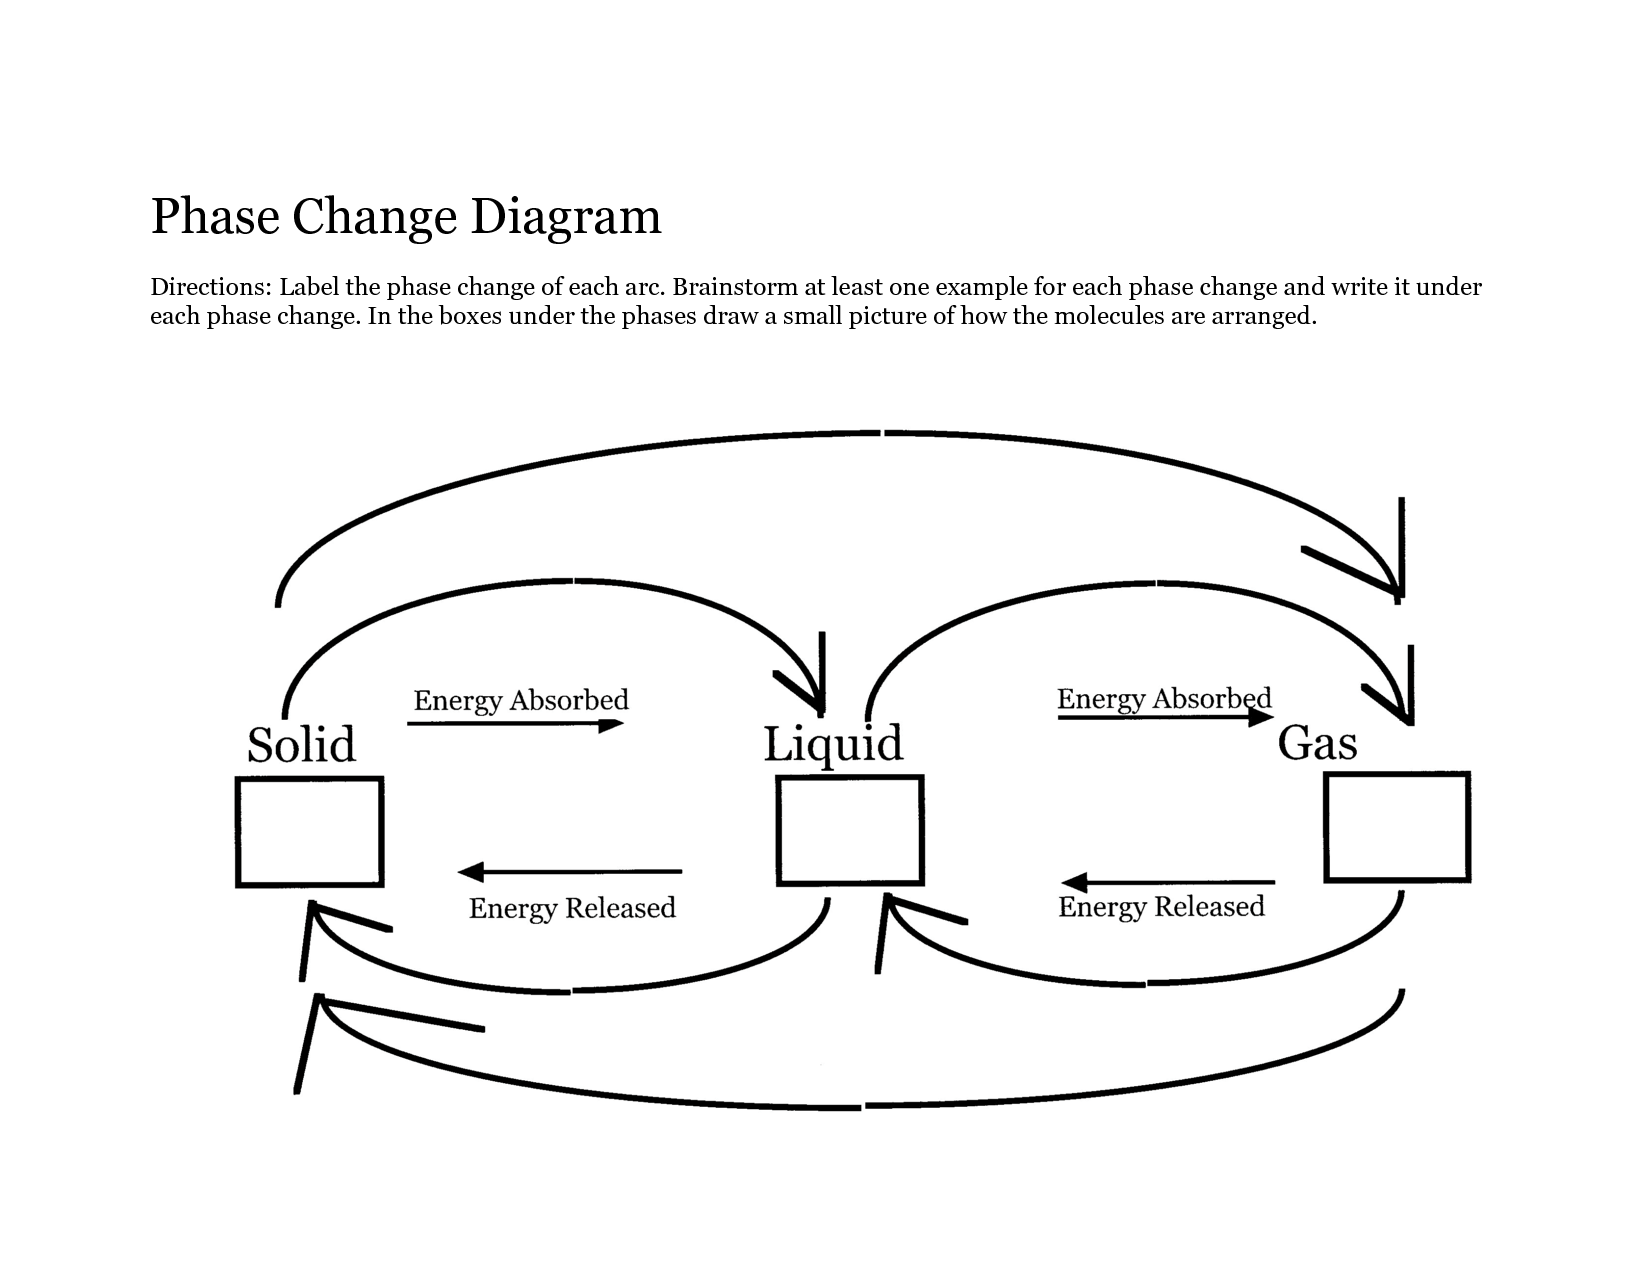 Phase Change Diagram
Directions: Label the phase change of each arc. Brainstorm at least one example for each phase change and write it under
each phase change. In the boxes under the phases draw a small picture of how the molecules are arranged.
Energy Absorbed
Energy Absorbed
Solid
Liquid
Gas
Energy Released
Energy Released